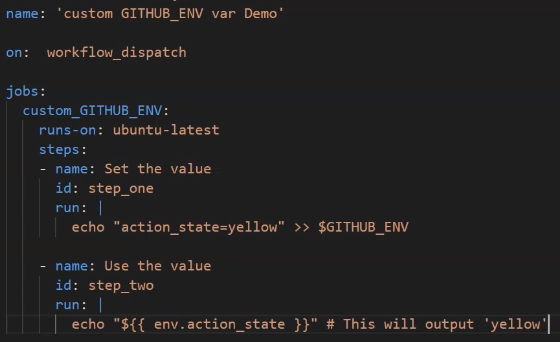 name: 'custom GITHUB_ENV var Demo'
on:  workflow_dispatch
jobs:
  custom_GITHUB_ENV:
    runs-on: ubuntu-latest
    steps:
    - name: Set the value
      id: step_one
      run: |
        echo "action_state=yellow" >> $GITHUB_ENV
    - name: Use the value
      id: step_two
      run: |
        echo "${{ env.action_state }}" # This will output 'yellow'